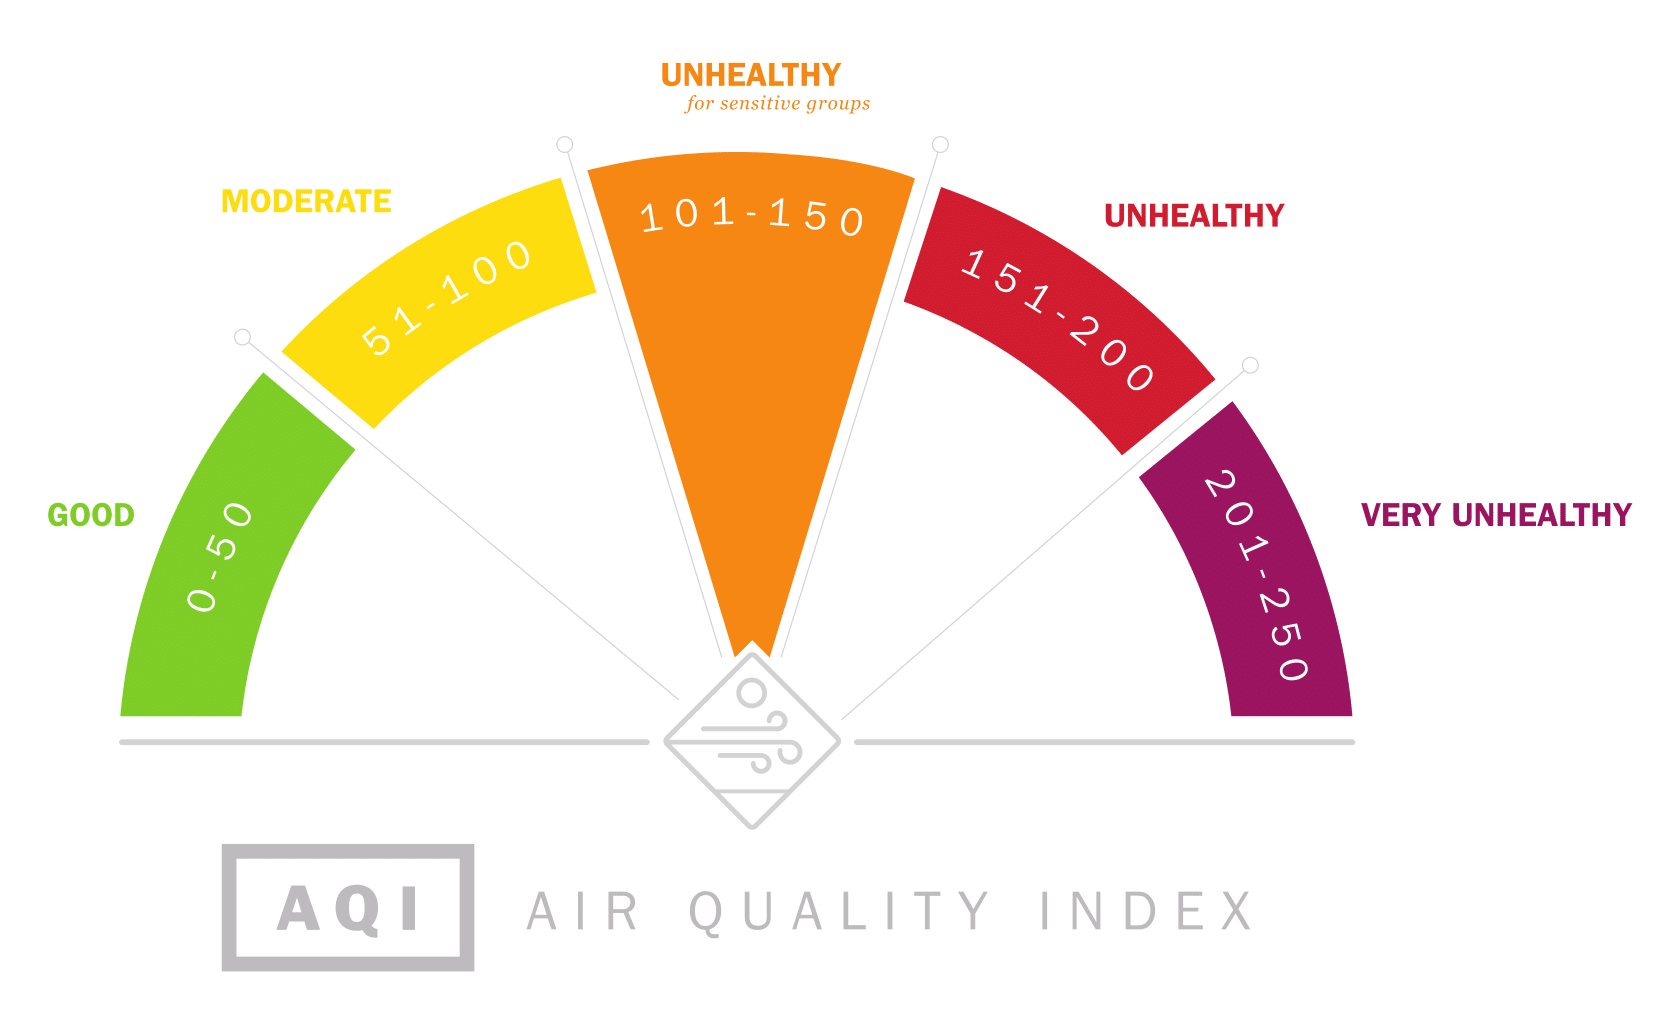 UNHEALTHY
for sensitive groups
MODERATE
UNHEALTHY
GOOD
VERY UNHEALTHY
0-50
51-100
101-150
151-200
201-250
AQI
AIR QUALITY INDEX